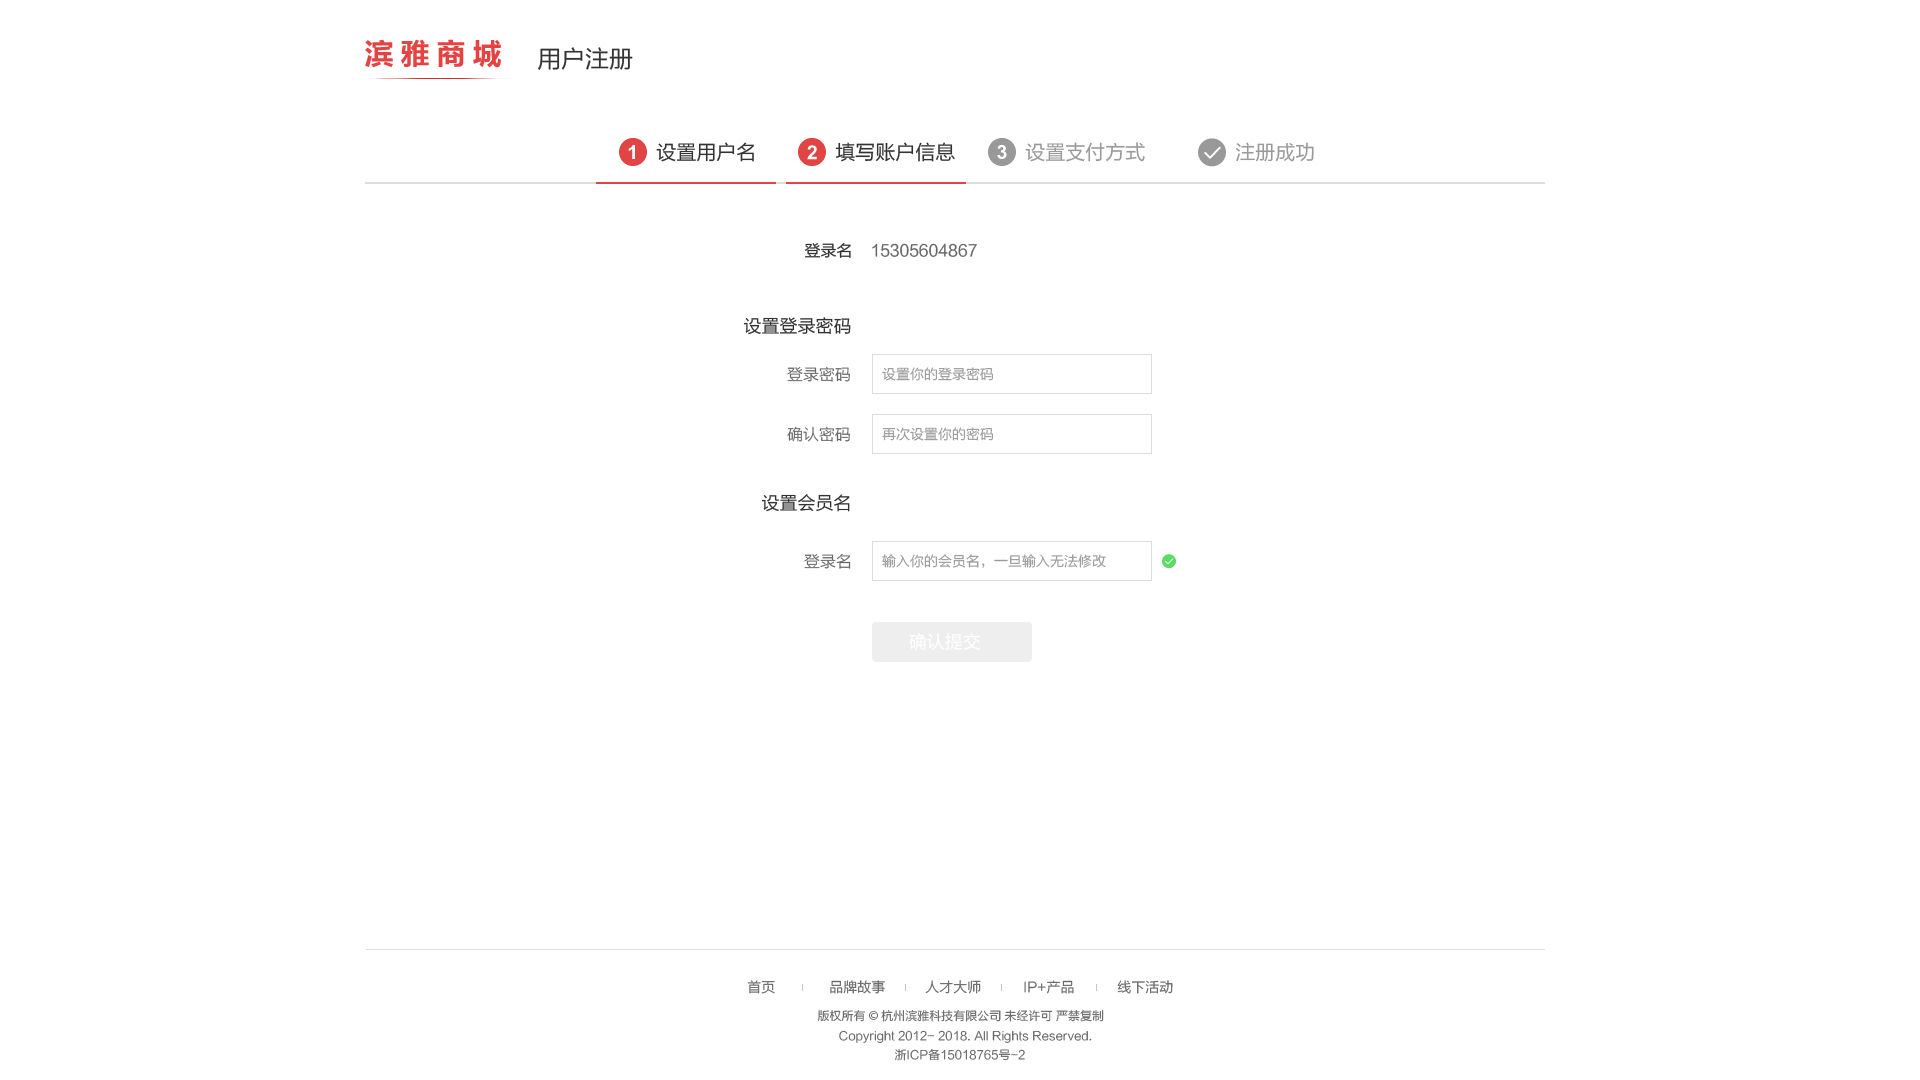 滨雅商城 用户注册
1 设置用户名 2 填写账户信息 3 设置支付方式 注册成功
登录名 15305604867
设置登录密码
登录密码 设置你的登录密码
确认密码 再次设置你的密码
设置会员名
登录名 输入你的会员名，一旦输入无法修改
确认提交
首页 品牌故事 人才大师 IP+产品 线下活动
版权所有 © 杭州滨雅科技有限公司 未经许可 严禁复制
Copyright 2012- 2018. All Rights Reserved.
浙ICP备15018765号-2